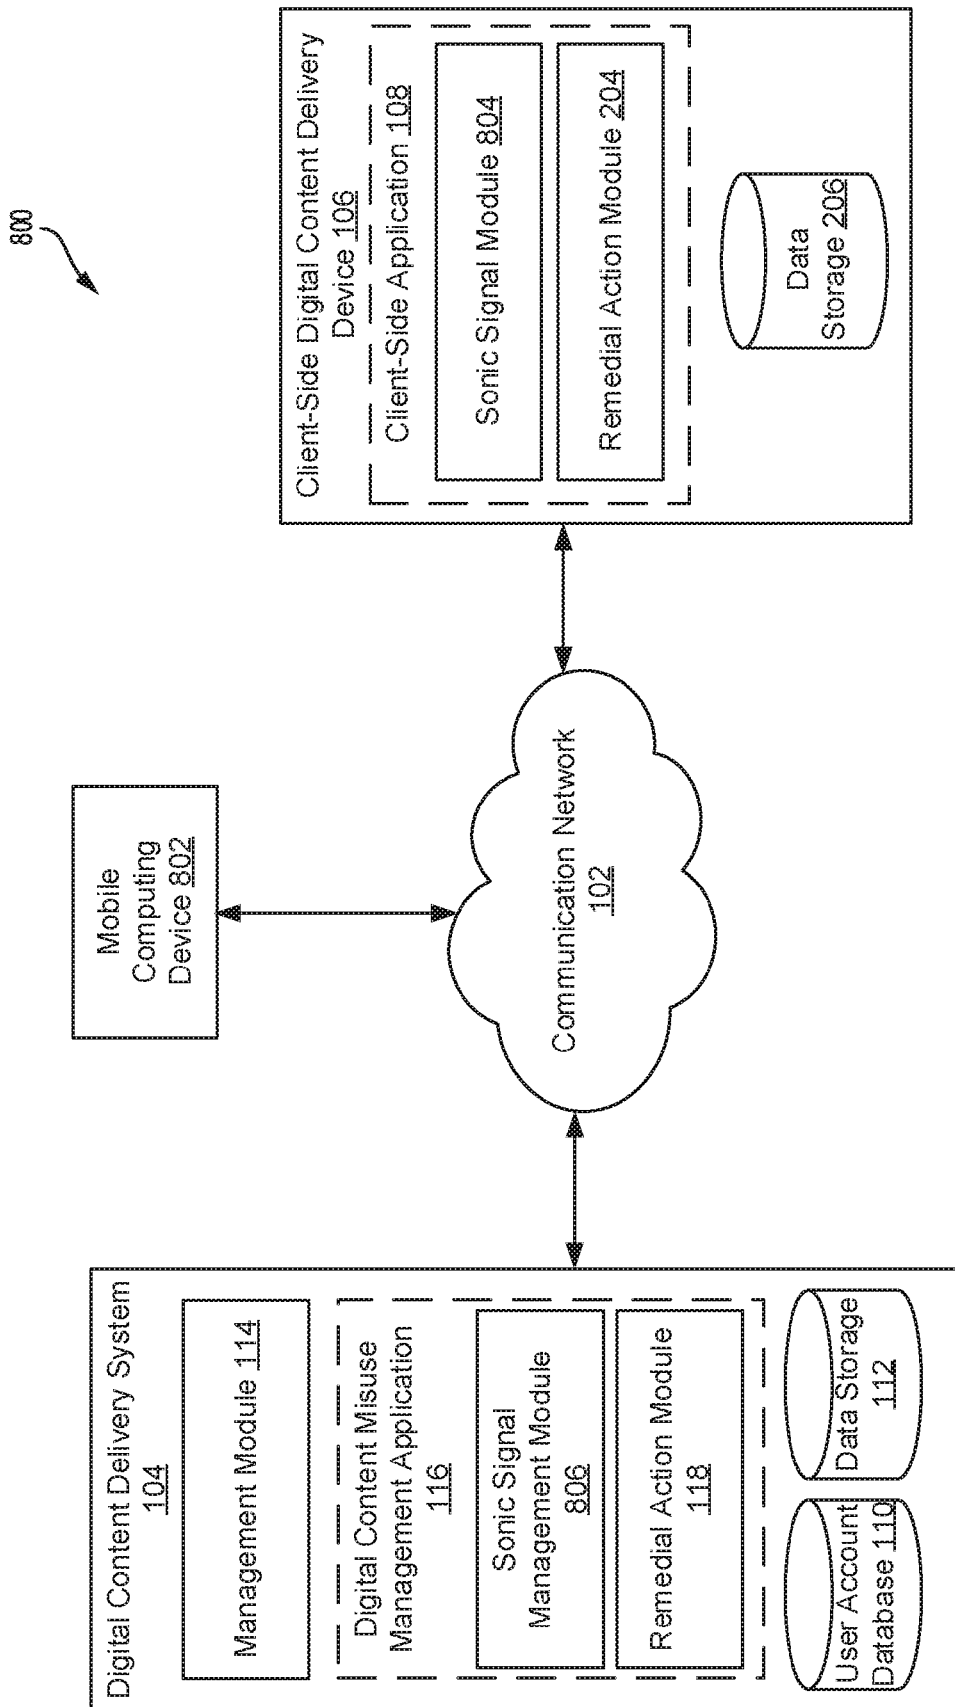 800
Digital Content Delivery System
104
Management Module 114
Digital Content Misuse
Management Application
116
Sonic Signal
Management Module
806
Remedial Action Module
118
User Account
Database 110
Data Storage
112
Mobile
Computing
Device 802
Communication Network
102
Client-Side Digital Content Delivery
Device 106
Client-Side Application 108
Sonic Signal Module 804
Remedial Action Module 204
Data
Storage 206